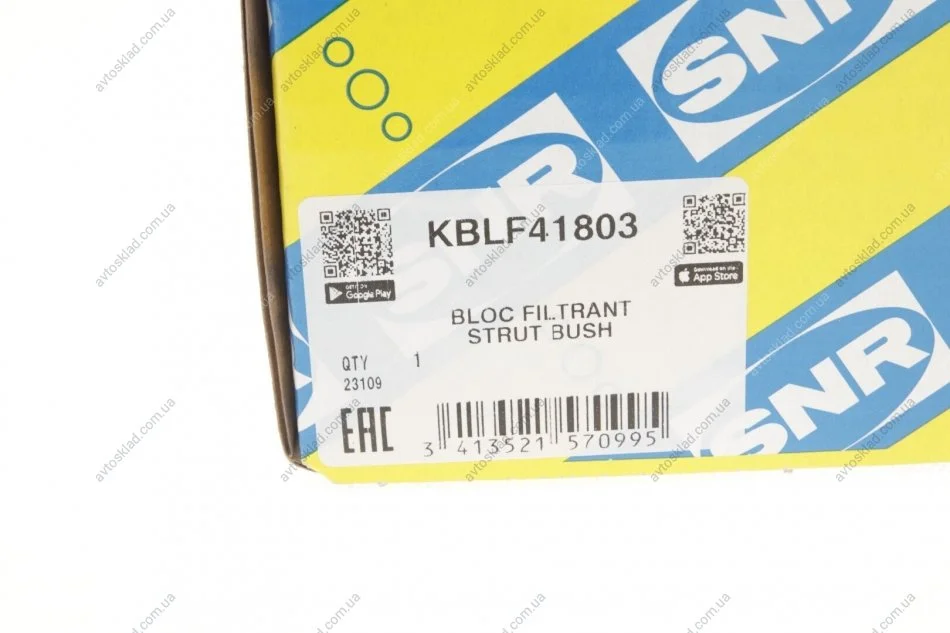 SNR
SNR
KBLF41803
GET IT ON
Google Play
Download on the
App Store
BLOC FILTRANT
STRUT BUSH
QTY 1
23109
EAC
3 413521 570995
SNR
avtosklad.com.ua